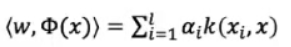 ⟨w, Φ(x)⟩ = ∑ᵢ₌₁ˡ αᵢk(xᵢ, x)